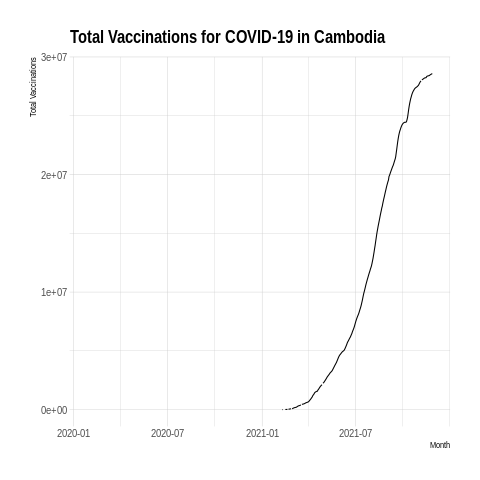 Total Vaccinations for COVID-19 in Cambodia
Total Vaccinations
3e+07
2e+07
1e+07
0e+00
2020-01 2020-07 2021-01 2021-07
Month